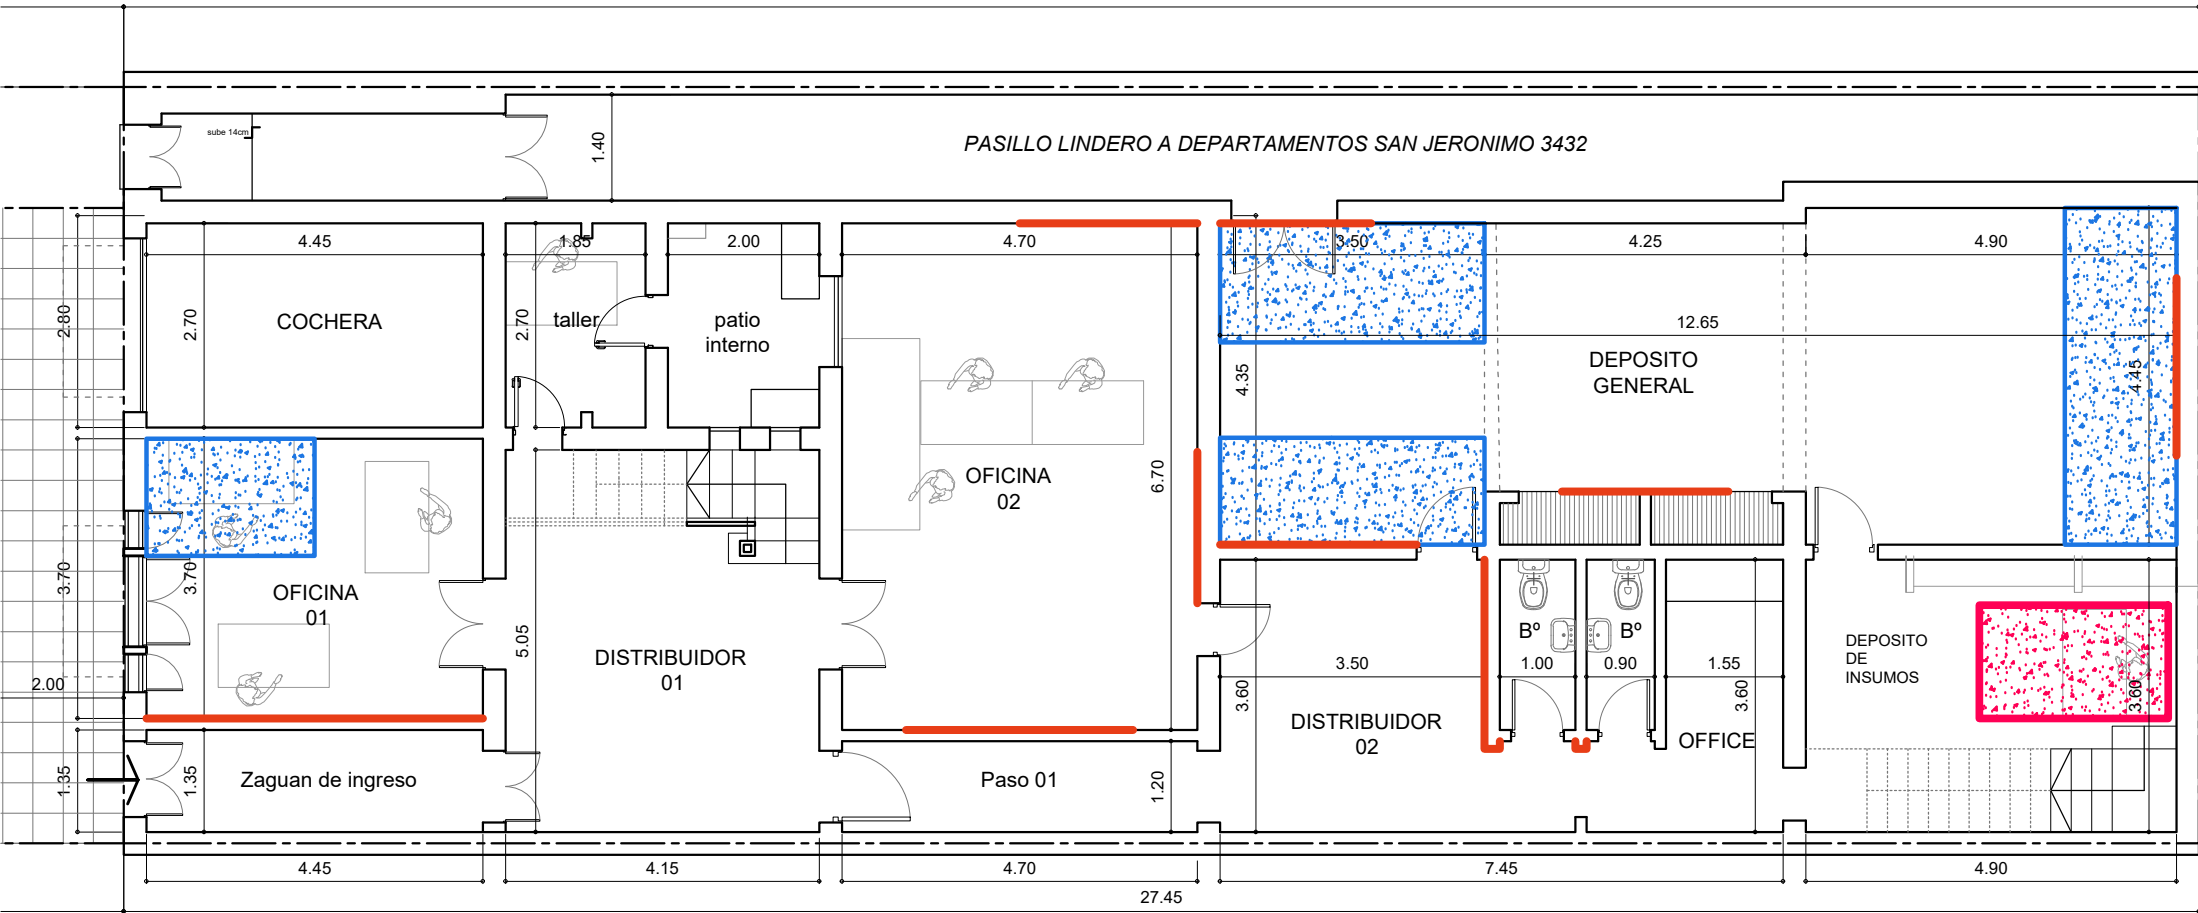 sube 14cm
1.40
PASILLO LINDERO A DEPARTAMENTOS SAN JERONIMO 3432
4.45
1.85
2.00
4.70
3.50
4.25
4.90
2.80
2.70
COCHERA
2.70
taller
patio
interno
12.65
DEPOSITO
GENERAL
4.35
4.45
OFICINA
02
6.70
3.70
3.70
OFICINA
01
5.05
DISTRIBUIDOR
01
2.00
Bº
Bº
1.00
0.90
1.55
3.50
3.60
3.60
DEPOSITO
DE
INSUMOS
3.60
DISTRIBUIDOR
02
OFFICE
1.35
1.35
Zaguan de ingreso
Paso 01
1.20
4.45
4.15
4.70
7.45
4.90
27.45